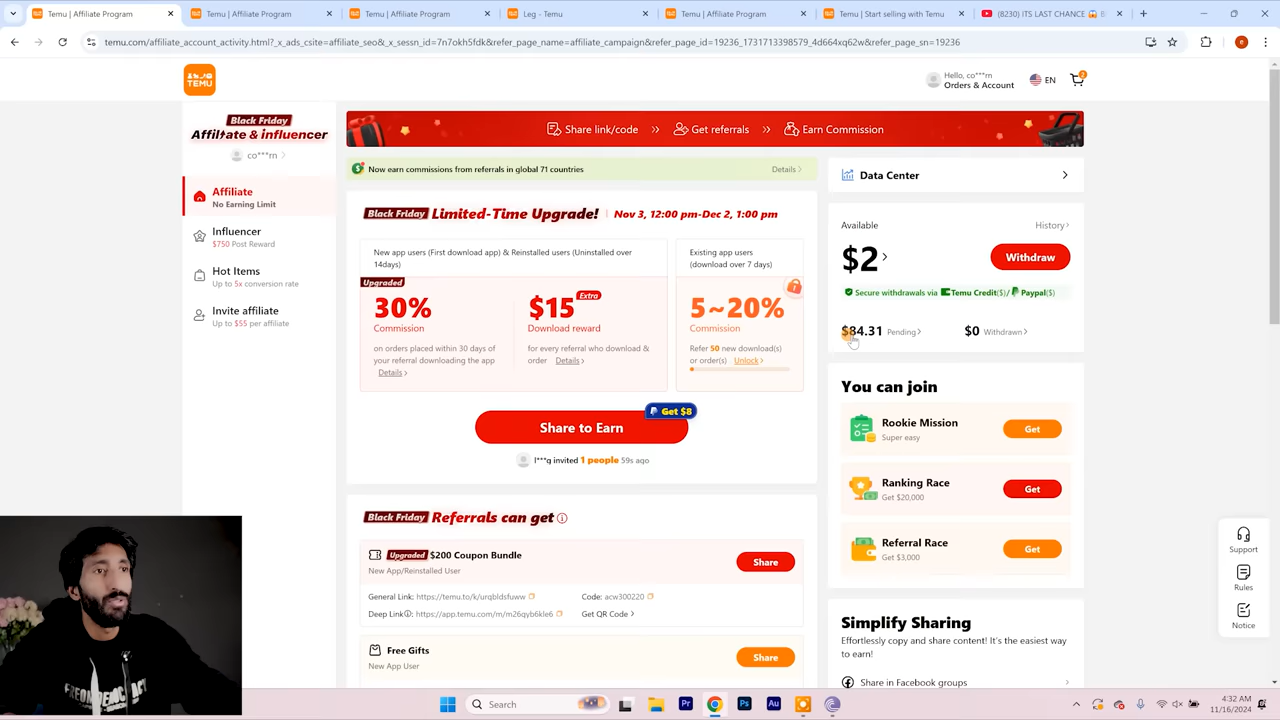 Temu | Affiliate Program
Temu | Affiliate Program
Temu | Affiliate Program
Leg - Temu
Temu | Affiliate Program
Temu | Start selling with Temu
(8230) ITS LAST CHANCE
temu.com/affiliate_account_activity.html?_x_ads_csite=affiliate_seo&_x_sessn_id=7n7okh5fdk&refer_page_name=affiliate_campaign&refer_page_id=19236_1731713398579_4d664xq62w&refer_page_sn=19236
e
TEMU
Hello, co***rn
Orders & Account
EN
2
Black Friday
Affiliate & influencer
co***rn
Affiliate
No Earning Limit
Influencer
$750 Post Reward
Hot Items
Up to 5x conversion rate
Invite affiliate
Up to $55 per affiliate
Share link/code
Get referrals
Earn Commission
Now earn commissions from referrals in global 71 countries
Details
Black Friday Limited-Time Upgrade! Nov 3, 12:00 pm-Dec 2, 1:00 pm
New app users (First download app) & Reinstalled users (Uninstalled over
14days)
Upgraded
30%
Commission
on orders placed within 30 days of
your referral downloading the app
Details
$15 Extra
Download reward
for every referral who download &
order Details
Existing app users
(download over 7 days)
5~20%
Commission
Refer 50 new download(s)
or order(s) Unlock
Get $8
Share to Earn
l***q invited 1 people 59s ago
Black Friday Referrals can get
Upgraded $200 Coupon Bundle
New App/Reinstalled User
Share
General Link: https://temu.to/k/urqbldsfuww
Code: acw300220
Deep Link: https://app.temu.com/m/m26qyb6kle6
Get QR Code
Free Gifts
New App User
Share
Data Center
Available
History
$2
Withdraw
Secure withdrawals via Temu Credit($)/ Paypal($)
$84.31 Pending
$0 Withdrawn
You can join
Rookie Mission
Super easy
Get
Ranking Race
Get $20,000
Get
Referral Race
Get $3,000
Get
Simplify Sharing
Effortlessly copy and share content! It's the easiest way
to earn!
Share in Facebook groups
Support
Rules
Notice
Search
Pr
Ps
Au
4:32 AM
11/16/2024